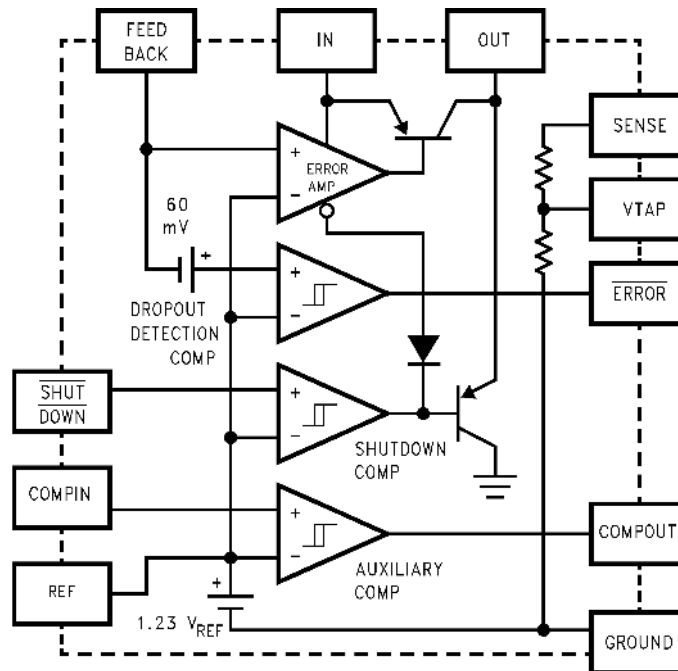 FEED
BACK
IN
OUT
SENSE
+
ERROR
AMP
−
60
mV
+
VTAP
+
−
ERROR
DROPOUT
DETECTION
COMP
SHUT
DOWN
+
−
SHUTDOWN
COMP
COMPIN
+
−
COMPOUT
AUXILIARY
COMP
REF
+
1.23 VREF
GROUND